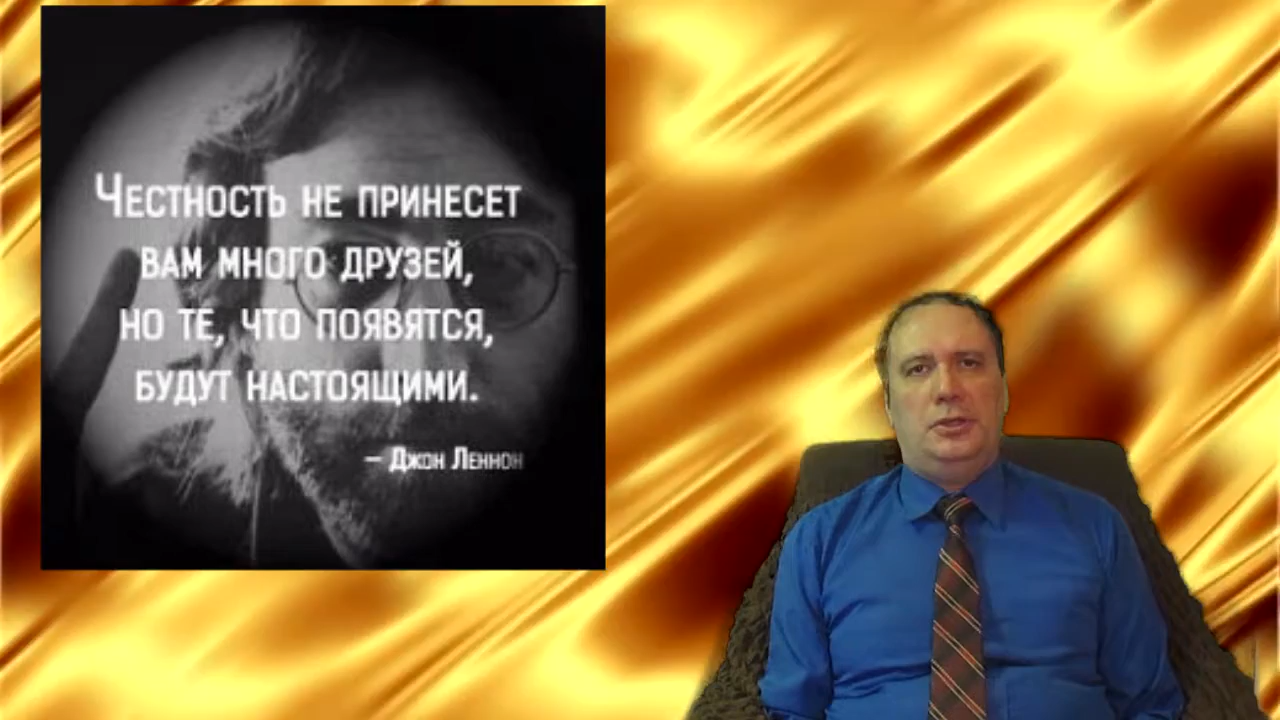 Честность не принесет
вам много друзей,
но те, что появятся,
будут настоящими.
— Джон Леннон